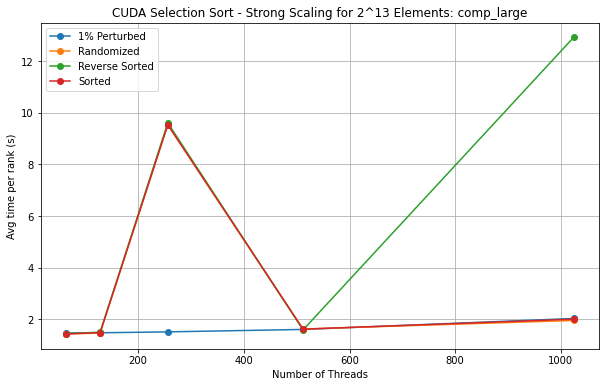 CUDA Selection Sort - Strong Scaling for 2^13 Elements: comp_large
1% Perturbed
Randomized
Reverse Sorted
Sorted
Avg time per rank (s)
12
10
8
6
4
2
200
400
600
800
1000
Number of Threads